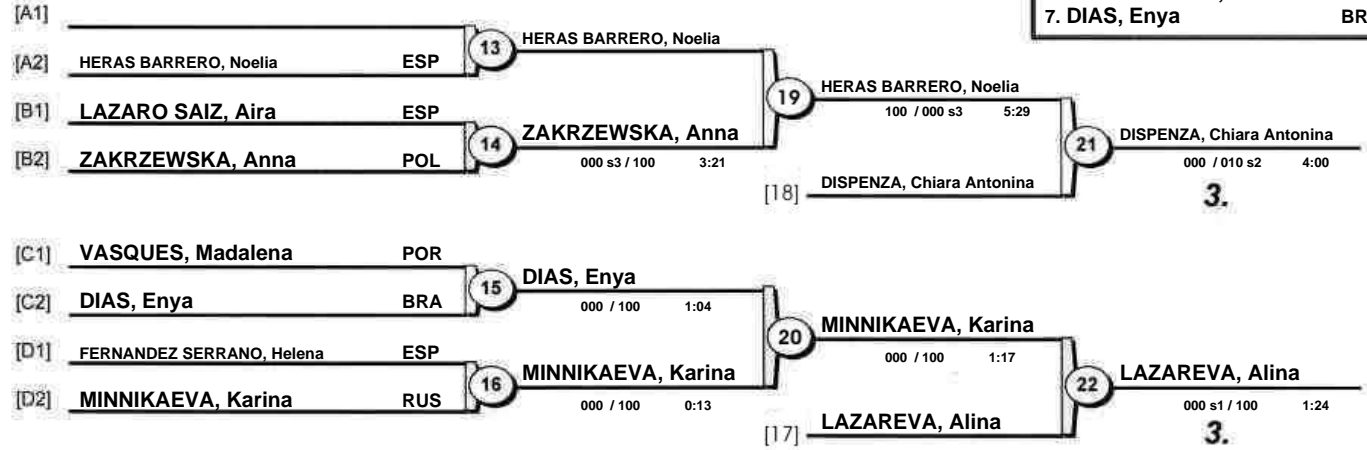 7. DIAS, Enya BR
[A1]
[A2] HERAS BARRERO, Noelia ESP
13
HERAS BARRERO, Noelia
[B1] LAZARO SAIZ, Aira ESP
[B2] ZAKRZEWSKA, Anna POL
14
ZAKRZEWSKA, Anna
000 s3 / 100 3:21
19
HERAS BARRERO, Noelia
100 / 000 s3 5:29
[18] DISPENZA, Chiara Antonina
21
DISPENZA, Chiara Antonina
000 / 010 s2 4:00
3.
[C1] VASQUES, Madalena POR
[C2] DIAS, Enya BRA
15
DIAS, Enya
000 / 100 1:04
[D1] FERNANDEZ SERRANO, Helena ESP
[D2] MINNIKAEVA, Karina RUS
16
MINNIKAEVA, Karina
000 / 100 0:13
20
MINNIKAEVA, Karina
000 / 100 1:17
[17] LAZAREVA, Alina
22
LAZAREVA, Alina
000 s1 / 100 1:24
3.